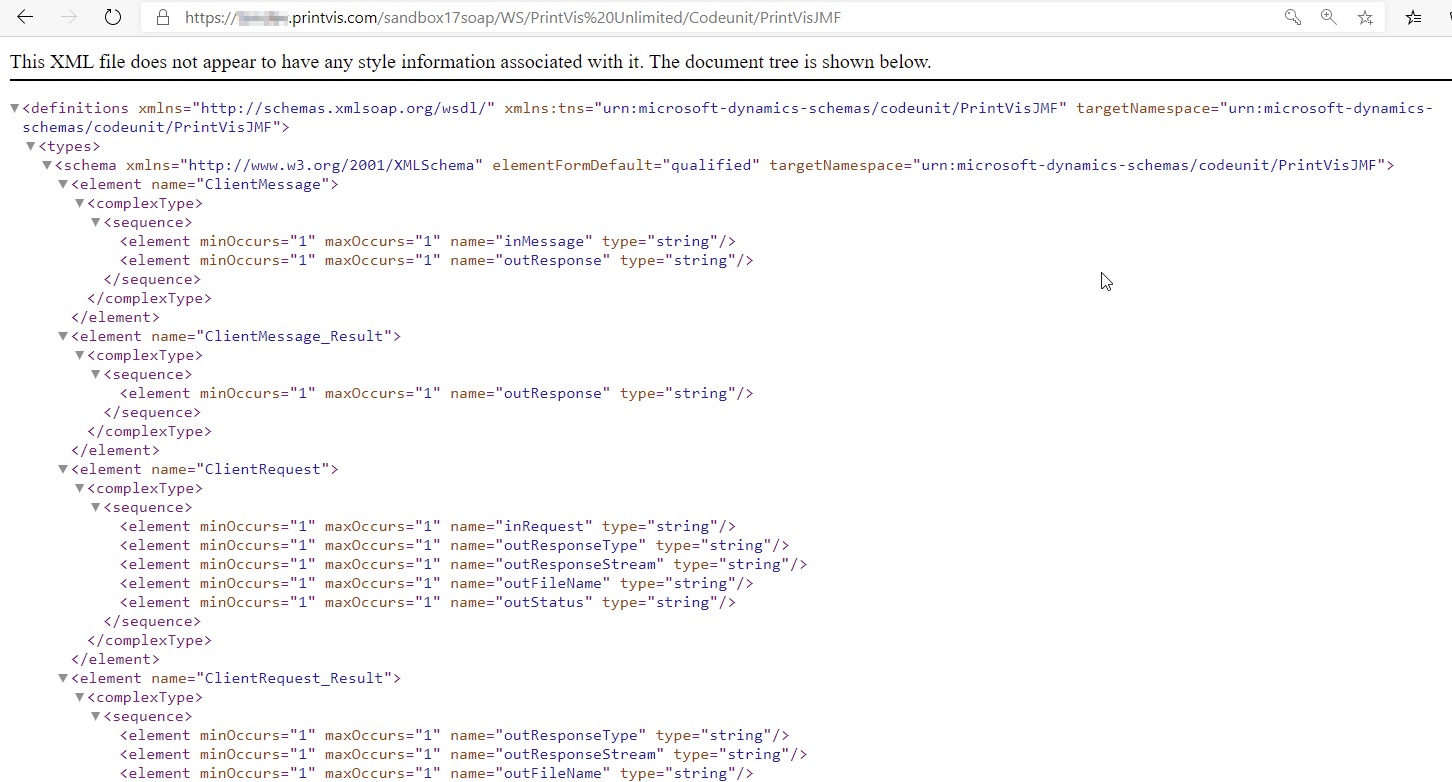 https://.printvis.com/sandbox17soap/WS/PrintVis%20Unlimited/Codeunit/PrintVisJMF
This XML file does not appear to have any style information associated with it. The document tree is shown below.
▼<definitions xmlns="http://schemas.xmlsoap.org/wsdl/" xmlns:tns="urn:microsoft-dynamics-schemas/codeunit/PrintVisJMF" targetNamespace="urn:microsoft-dynamics-
schemas/codeunit/PrintVisJMF">
▼<types>
▼<schema xmlns="http://www.w3.org/2001/XMLSchema" elementFormDefault="qualified" targetNamespace="urn:microsoft-dynamics-schemas/codeunit/PrintVisJMF">
▼<element name="ClientMessage">
▼<complexType>
▼<sequence>
<element minOccurs="1" maxOccurs="1" name="inMessage" type="string"/>
<element minOccurs="1" maxOccurs="1" name="outResponse" type="string"/>
</sequence>
</complexType>
</element>
▼<element name="ClientMessage_Result">
▼<complexType>
▼<sequence>
<element minOccurs="1" maxOccurs="1" name="outResponse" type="string"/>
</sequence>
</complexType>
</element>
▼<element name="ClientRequest">
▼<complexType>
▼<sequence>
<element minOccurs="1" maxOccurs="1" name="inRequest" type="string"/>
<element minOccurs="1" maxOccurs="1" name="outResponseType" type="string"/>
<element minOccurs="1" maxOccurs="1" name="outResponseStream" type="string"/>
<element minOccurs="1" maxOccurs="1" name="outFileName" type="string"/>
<element minOccurs="1" maxOccurs="1" name="outStatus" type="string"/>
</sequence>
</complexType>
</element>
▼<element name="ClientRequest_Result">
▼<complexType>
▼<sequence>
<element minOccurs="1" maxOccurs="1" name="outResponseType" type="string"/>
<element minOccurs="1" maxOccurs="1" name="outResponseStream" type="string"/>
<element minOccurs="1" maxOccurs="1" name="outFileName" type="string"/>